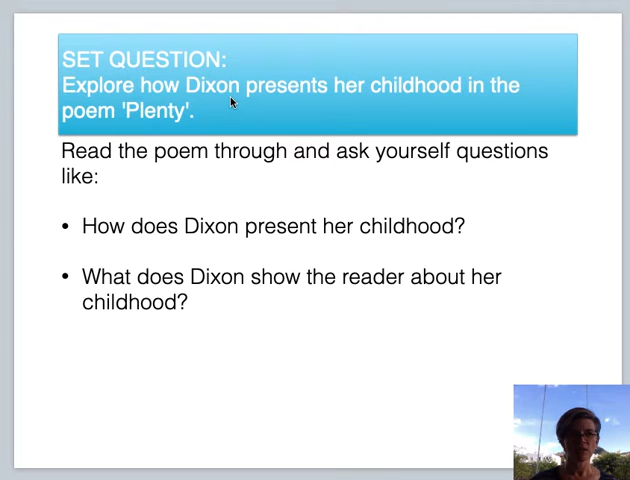 SET QUESTION:
Explore how Dixon presents her childhood in the
poem 'Plenty'.
Read the poem through and ask yourself questions
like:
• How does Dixon present her childhood?
• What does Dixon show the reader about her
childhood?